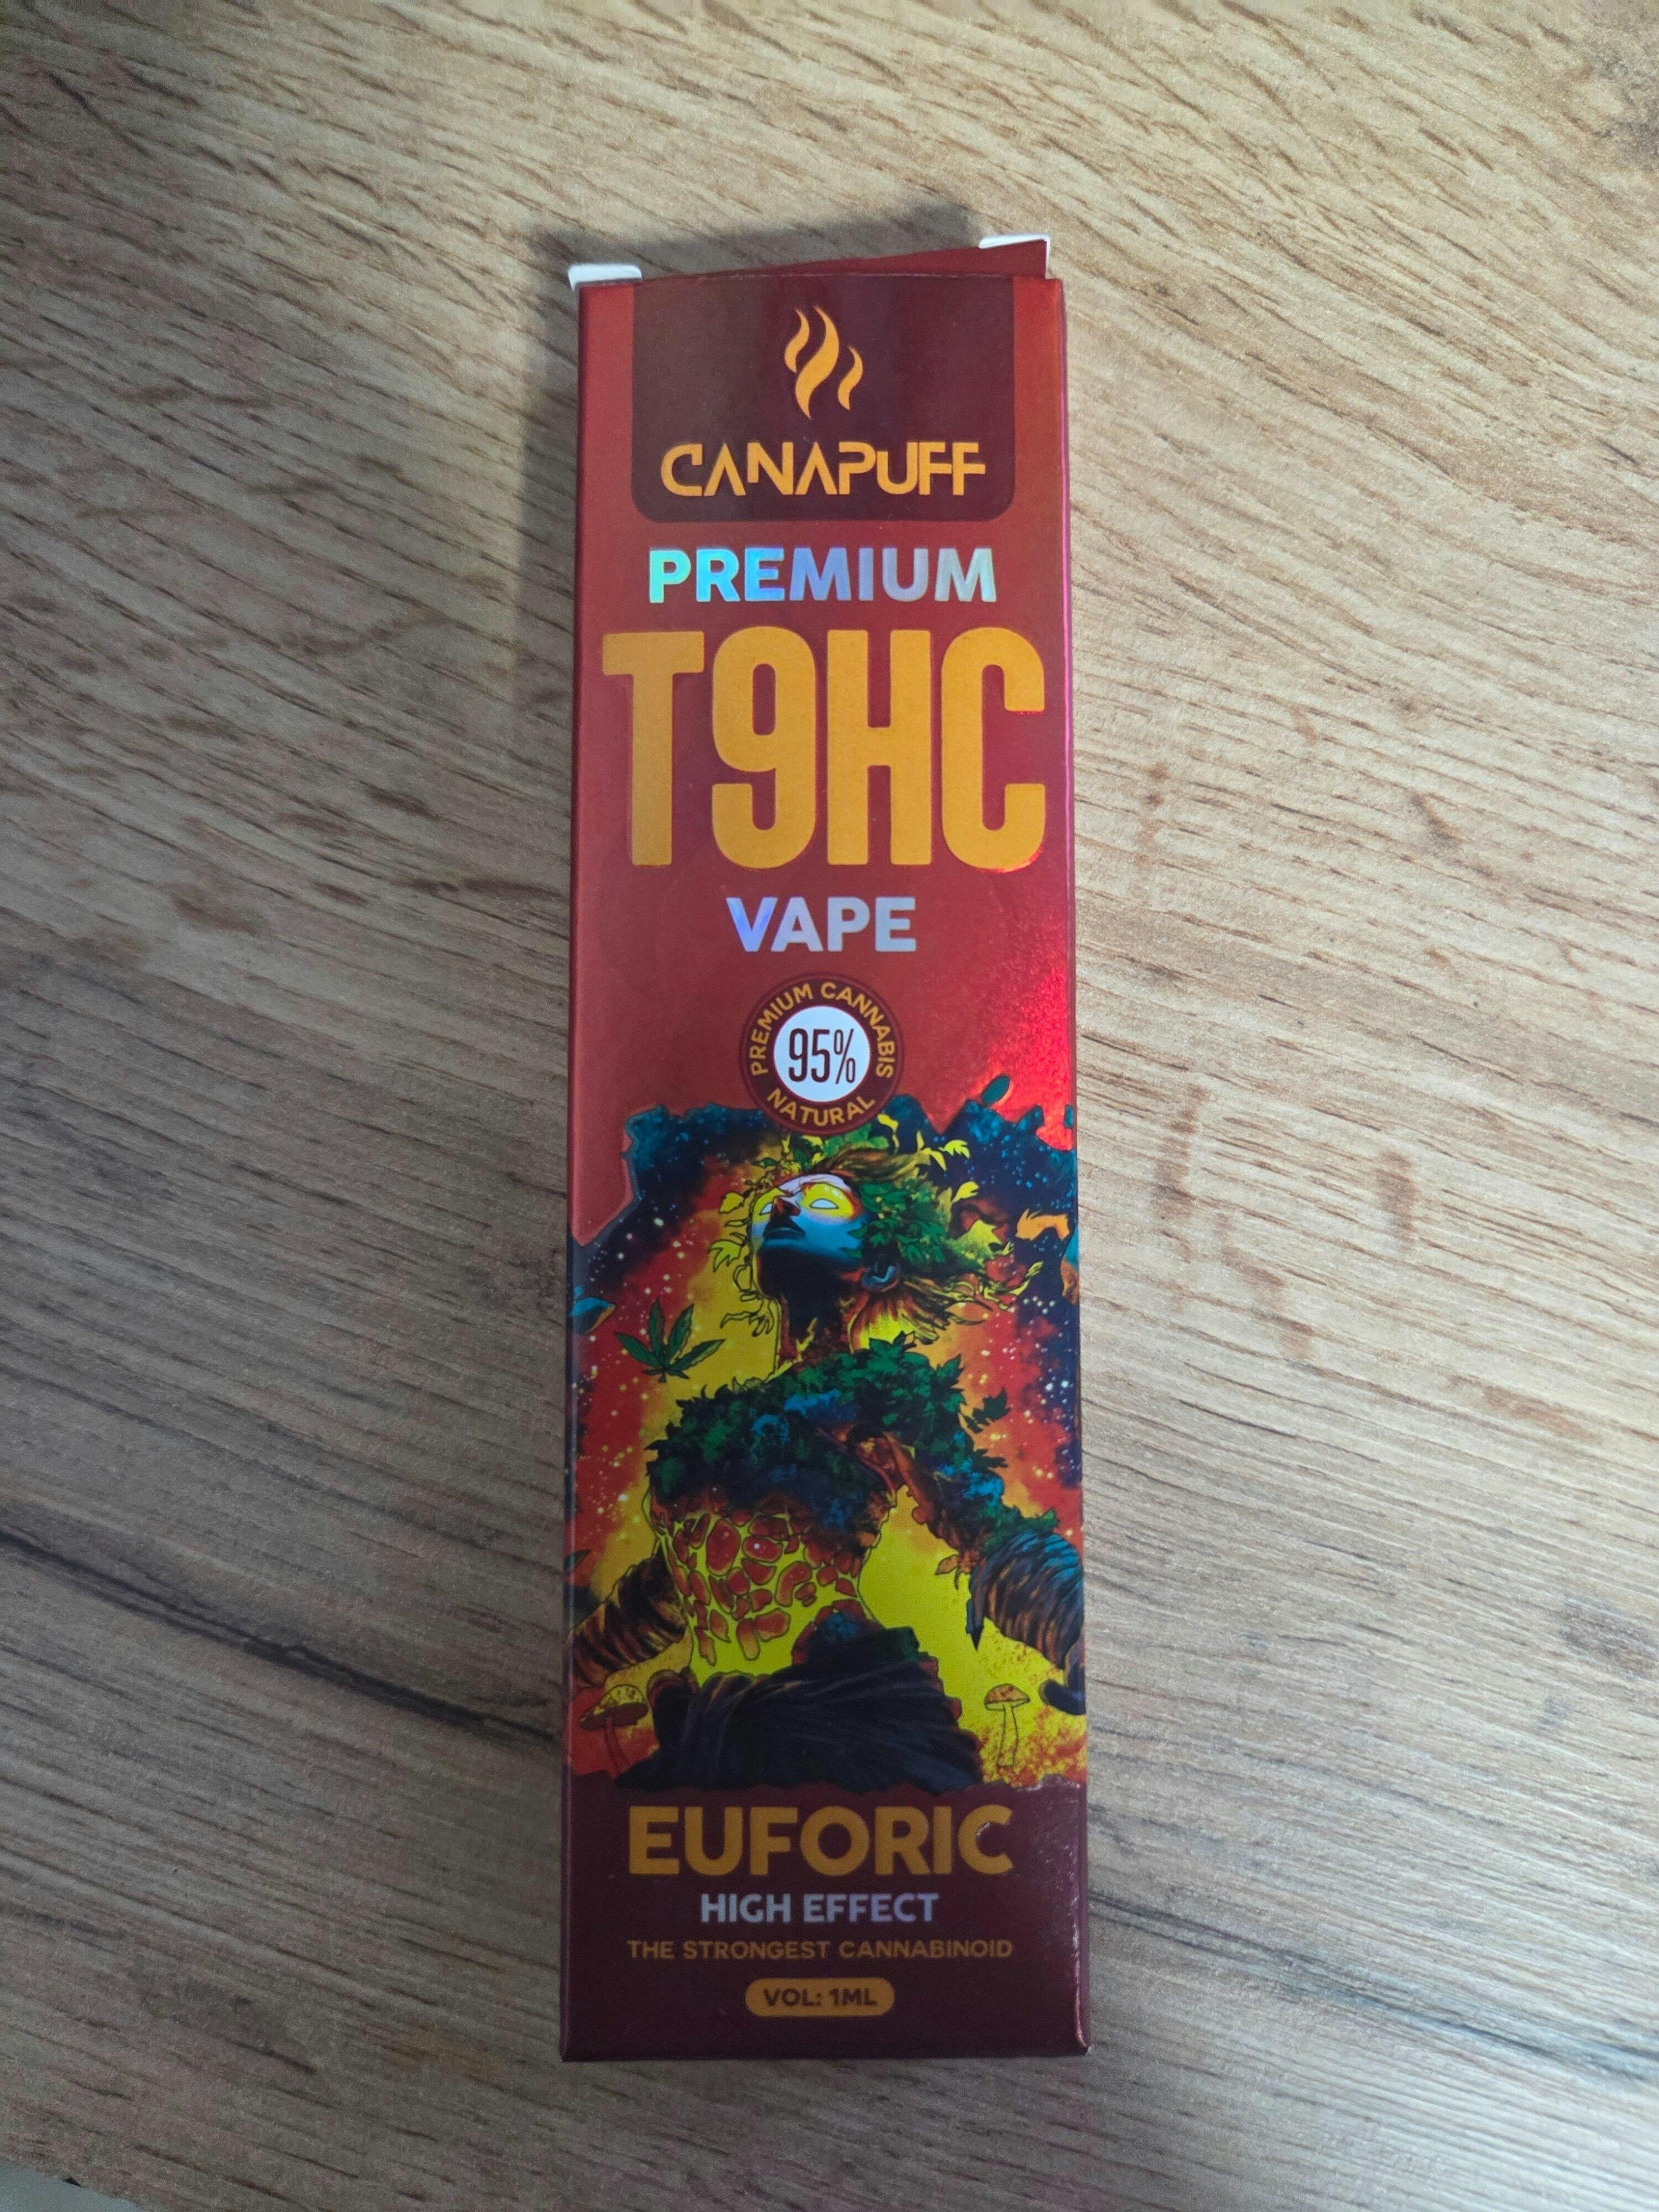 CANAPUFF
PREMIUM
T9HC
VAPE
PREMIUM CANNABIS
95%
NATURAL
EUFORIC
HIGH EFFECT
THE STRONGEST CANNABINOID
VOL: 1ML